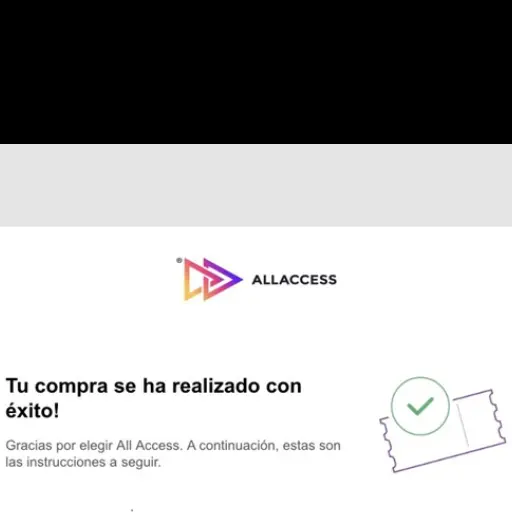 ® ALLACCESS
Tu compra se ha realizado con
éxito!
Gracias por elegir All Access. A continuación, estas son
las instrucciones a seguir.